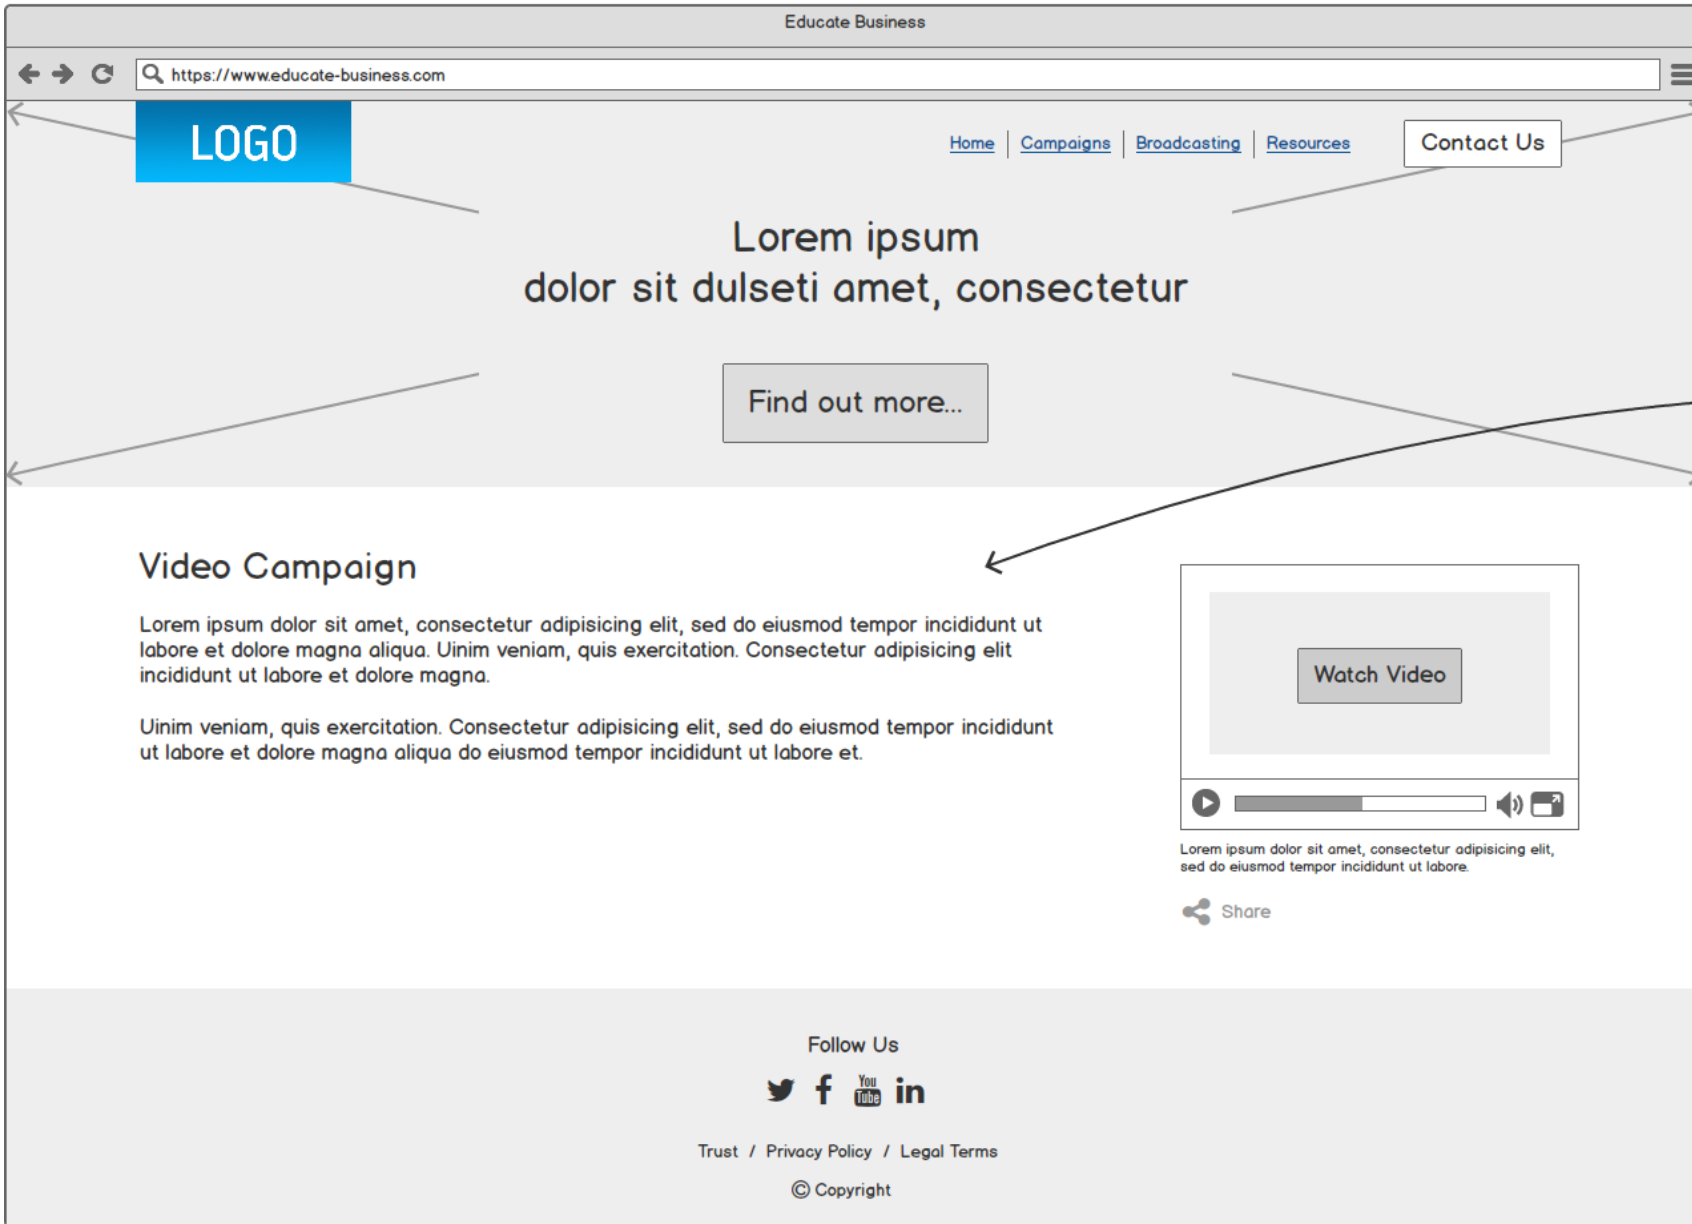 Educate Business
https://www.educate-business.com
LOGO
Home
Campaigns
Broadcasting
Resources
Contact Us
Lorem ipsum
dolor sit dulseti amet, consectetur
Find out more...
Video Campaign
Lorem ipsum dolor sit amet, consectetur adipisicing elit, sed do eiusmod tempor incididunt ut
labore et dolore magna aliqua. Uinim veniam, quis exercitation. Consectetur adipisicing elit
incididunt ut labore et dolore magna.
Uinim veniam, quis exercitation. Consectetur adipisicing elit, sed do eiusmod tempor incididunt
ut labore et dolore magna aliqua do eiusmod tempor incididunt ut labore et.
Watch Video
Lorem ipsum dolor sit amet, consectetur adipisicing elit,
sed do eiusmod tempor incididunt ut labore.
Share
Follow Us
You
Tube
in
Trust / Privacy Policy / Legal Terms
© Copyright